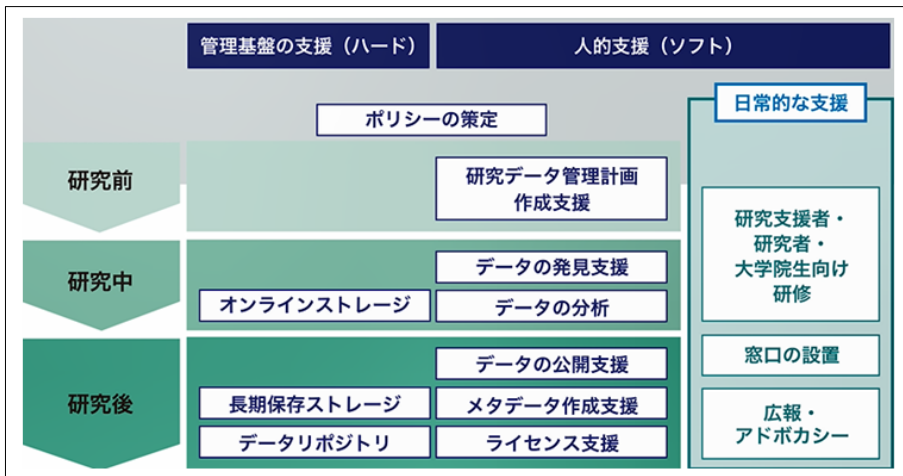 管理基盤の支援（ハード）
人的支援（ソフト）
日常的な支援
ポリシーの策定
研究前
研究データ管理計画
作成支援
研究支援者・
研究者・
大学院生向け
研修
研究中
データの発見支援
オンラインストレージ
データの分析
窓口の設置
研究後
データの公開支援
長期保存ストレージ
メタデータ作成支援
データリポジトリ
ライセンス支援
広報・
アドボカシー